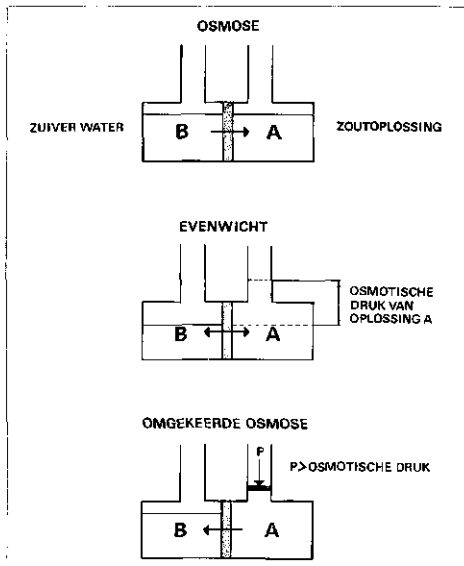 OSMOSE
ZUIVER WATER
B
A
ZOUTOPLOSSING
EVENWICHT
B
A
OSMOTISCHE
DRUK VAN
OPLOSSING A
OMGEKEERDE OSMOSE
P
P>OSMOTISCHE DRUK
B
A